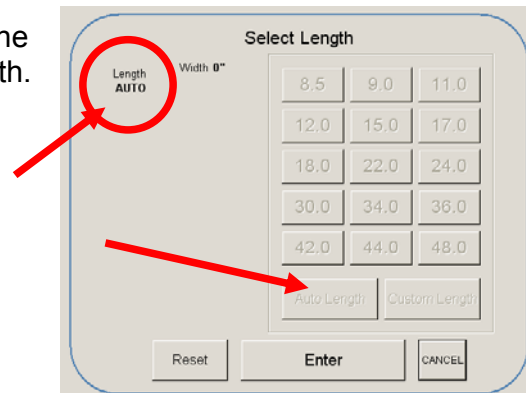 he
th.
Select Length
Length
AUTO
Width 0"
8.5 9.0 11.0
12.0 15.0 17.0
18.0 22.0 24.0
30.0 34.0 36.0
42.0 44.0 48.0
Auto Length Custom Length
Reset Enter CANCEL